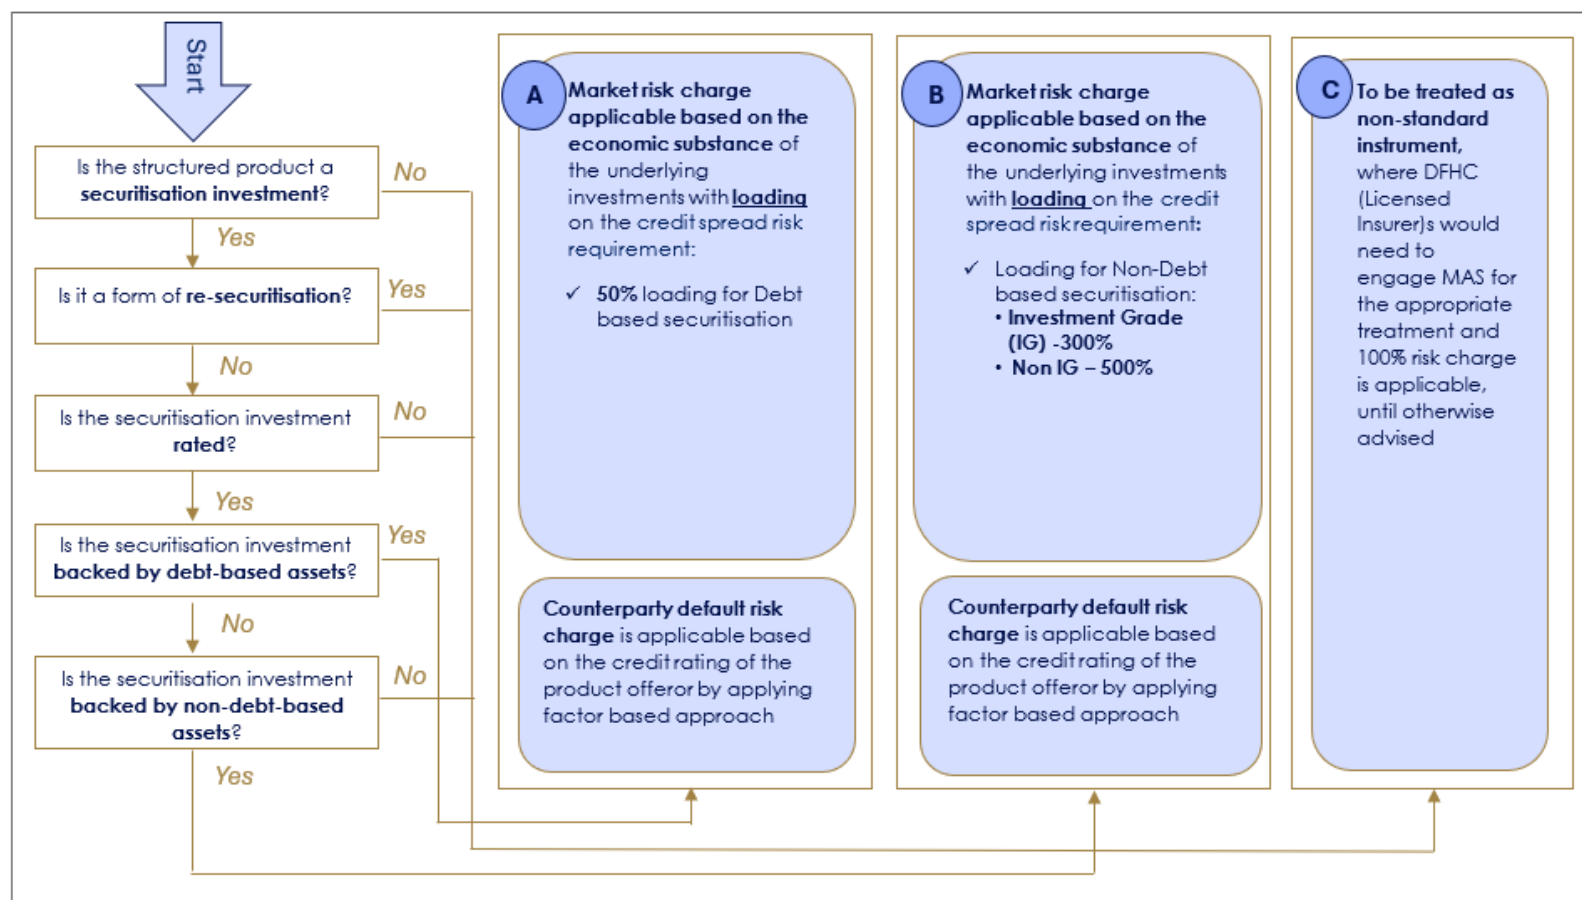 Start
Is the structured product a
securitisation investment?
No
Yes
Is it a form of re-securitisation?
Yes
No
Is the securitisation investment
rated?
No
Yes
Is the securitisation investment
backed by debt-based assets?
Yes
No
Is the securitisation investment
backed by non-debt-based
assets?
No
Yes
A
Market risk charge
applicable based on the
economic substance of
the underlying
investments with loading
on the credit spread risk
requirement:
✓ 50% loading for Debt
based securitisation
Counterparty default risk
charge is applicable based
on the credit rating of the
product offeror by applying
factor based approach
B
Market risk charge
applicable based on the
economic substance of
the underlying investments
with loading on the credit
spread risk requirement:
✓ Loading for Non-Debt
based securitisation:
• Investment Grade
(IG) -300%
• Non IG – 500%
Counterparty default risk
charge is applicable based
on the credit rating of the
product offeror by applying
factor based approach
C
To be treated as
non-standard
instrument,
where DFHC
(Licensed
Insurer)s would
need to
engage MAS for
the appropriate
treatment and
100% risk charge
is applicable,
until otherwise
advised